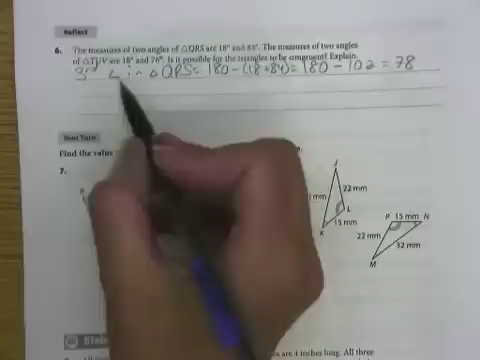 Reflect
6. The measures of two angles of △QRS are 18° and 84°. The measures of two angles
of △TUV are 18° and 76°. Is it possible for the triangles to be congruent? Explain.
3rd ∠ in △QRS = 180 - (18+84) = 180 - 102 = 78
Your Turn
Find the value
7.
J
mm
22 mm
L
15 mm
K
P 15 mm N
22 mm
32 mm
M
are 4 inches long. All three